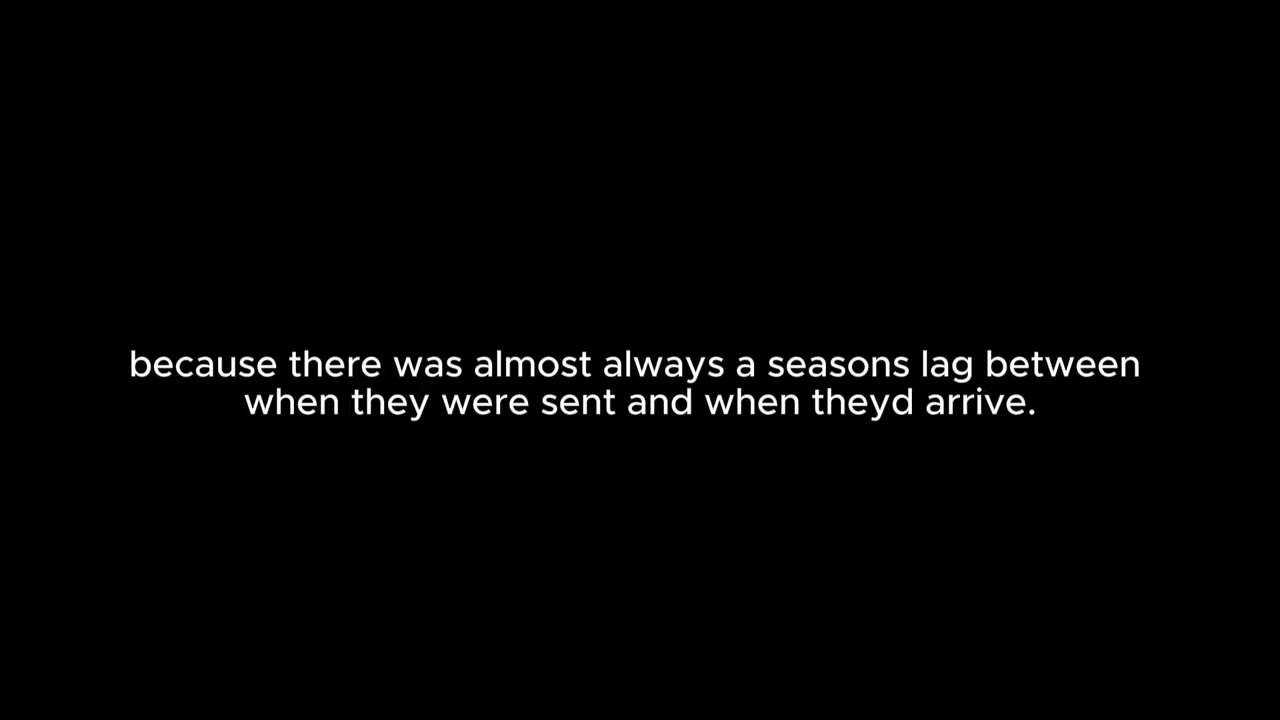 because there was almost always a seasons lag between
when they were sent and when theyd arrive.